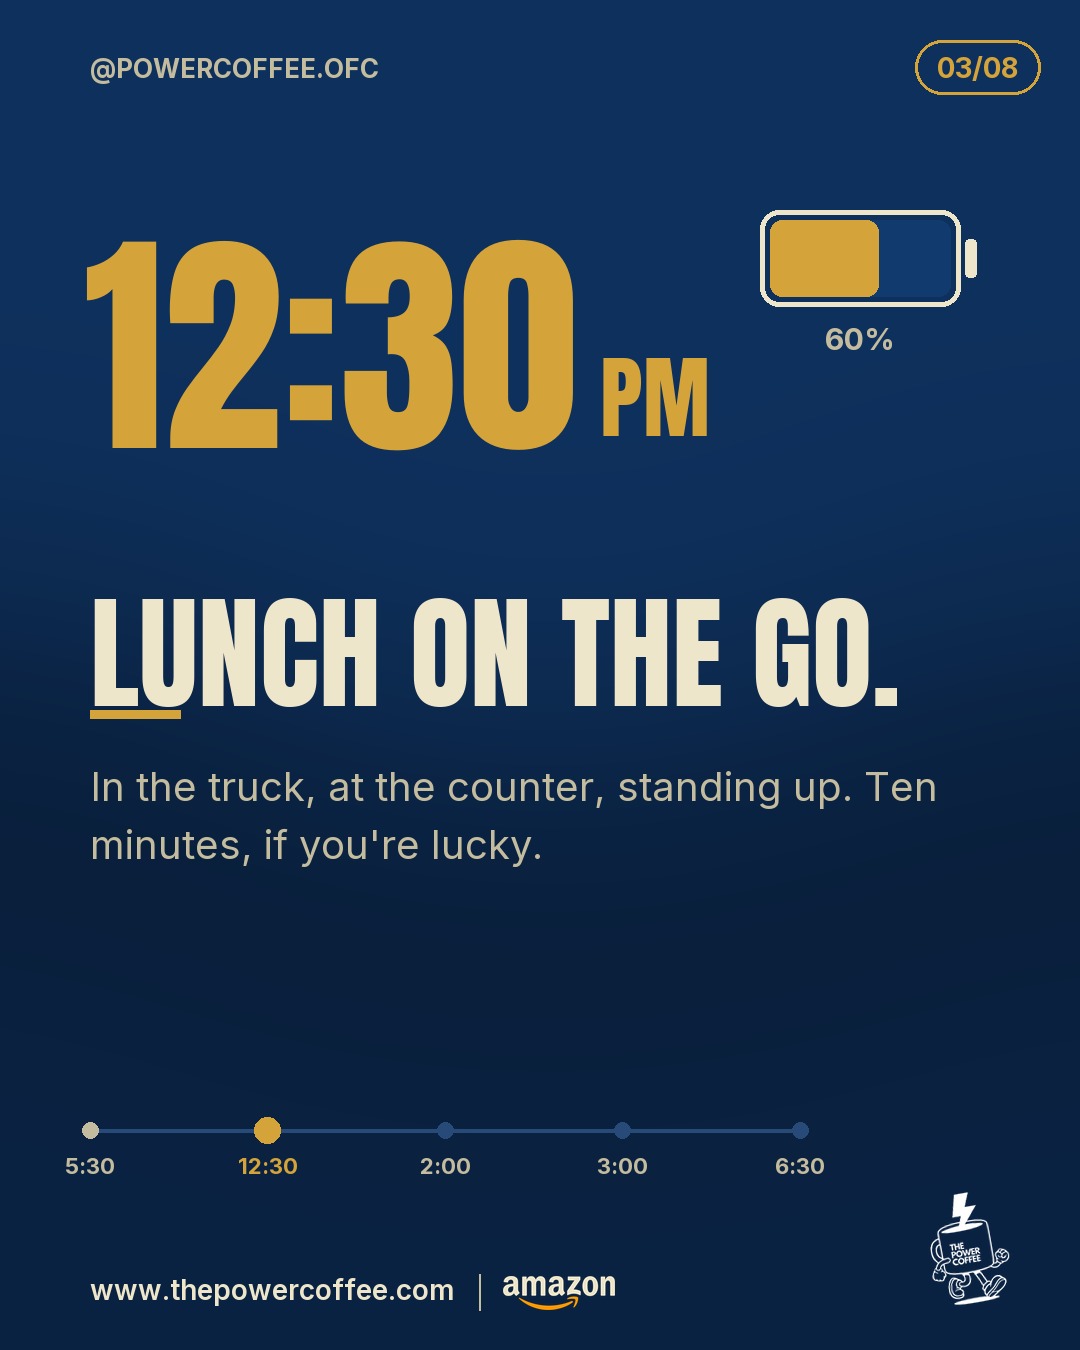 @POWERCOFFEE.OFC
03/08
12:30 PM
60%
LUNCH ON THE GO.
In the truck, at the counter, standing up. Ten
minutes, if you're lucky.
5:30 12:30 2:00 3:00 6:30
THE
POWER
COFFEE
www.thepowercoffee.com | amazon